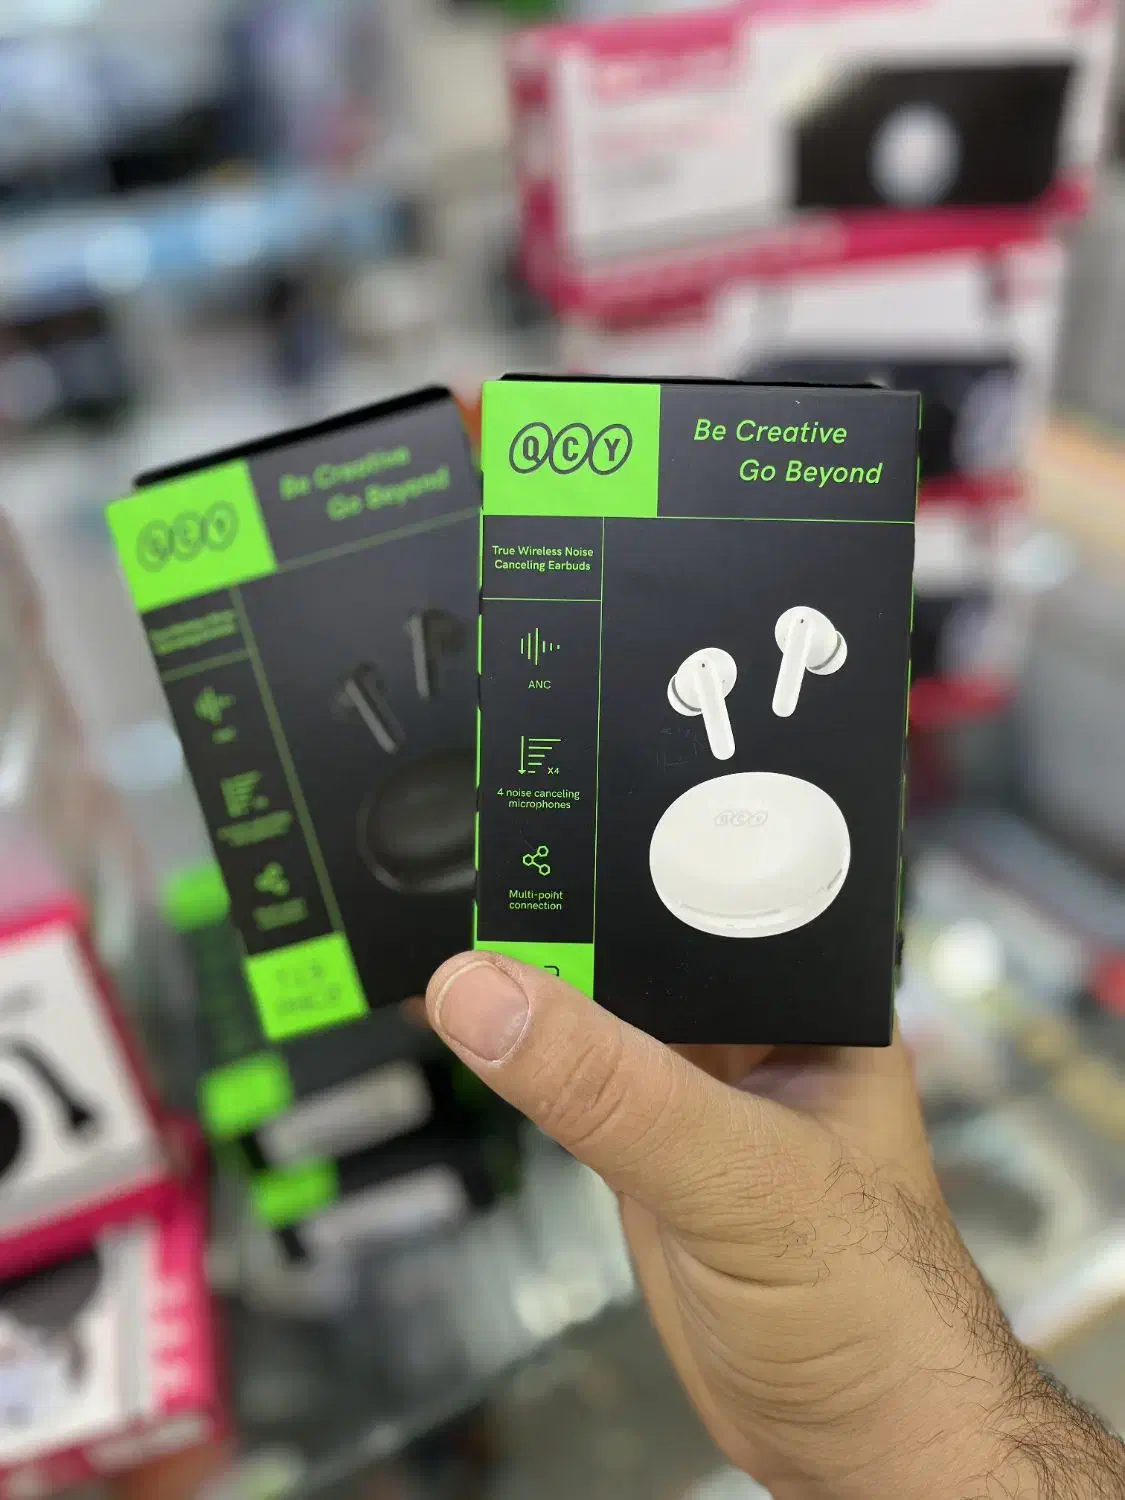 QCY
Be Creative
Go Beyond
True Wireless Noise
Canceling Earbuds
ANC
X4
4 noise canceling
microphones
Multi-point
connection
QCY
QCY
Be Creative
Go Beyond